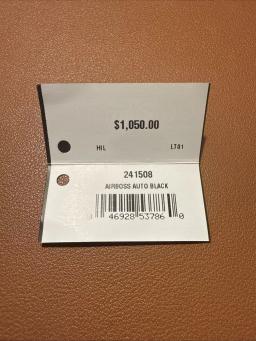 $1,050.00
HIL LT01
241508
AIRBOSS AUTO BLACK
46928 53786 0